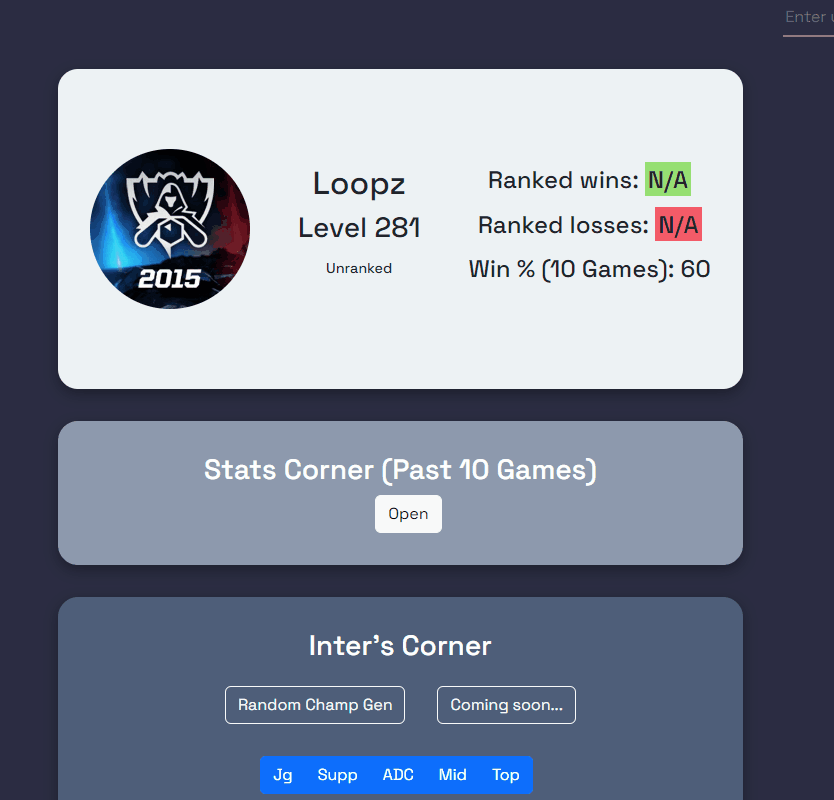 Enter
2015
Loopz
Level 281
Unranked
Ranked wins: N/A
Ranked losses: N/A
Win % (10 Games): 60
Stats Corner (Past 10 Games)
Open
Inter's Corner
Random Champ Gen
Coming soon...
Jg Supp ADC Mid Top